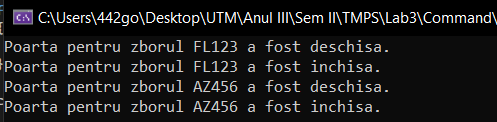 C:\Users\442go\Desktop\UTM\Anul III\Sem II\TMPS\Lab3\Command\
Poarta pentru zborul FL123 a fost deschisa.
Poarta pentru zborul FL123 a fost inchisa.
Poarta pentru zborul AZ456 a fost deschisa.
Poarta pentru zborul AZ456 a fost inchisa.